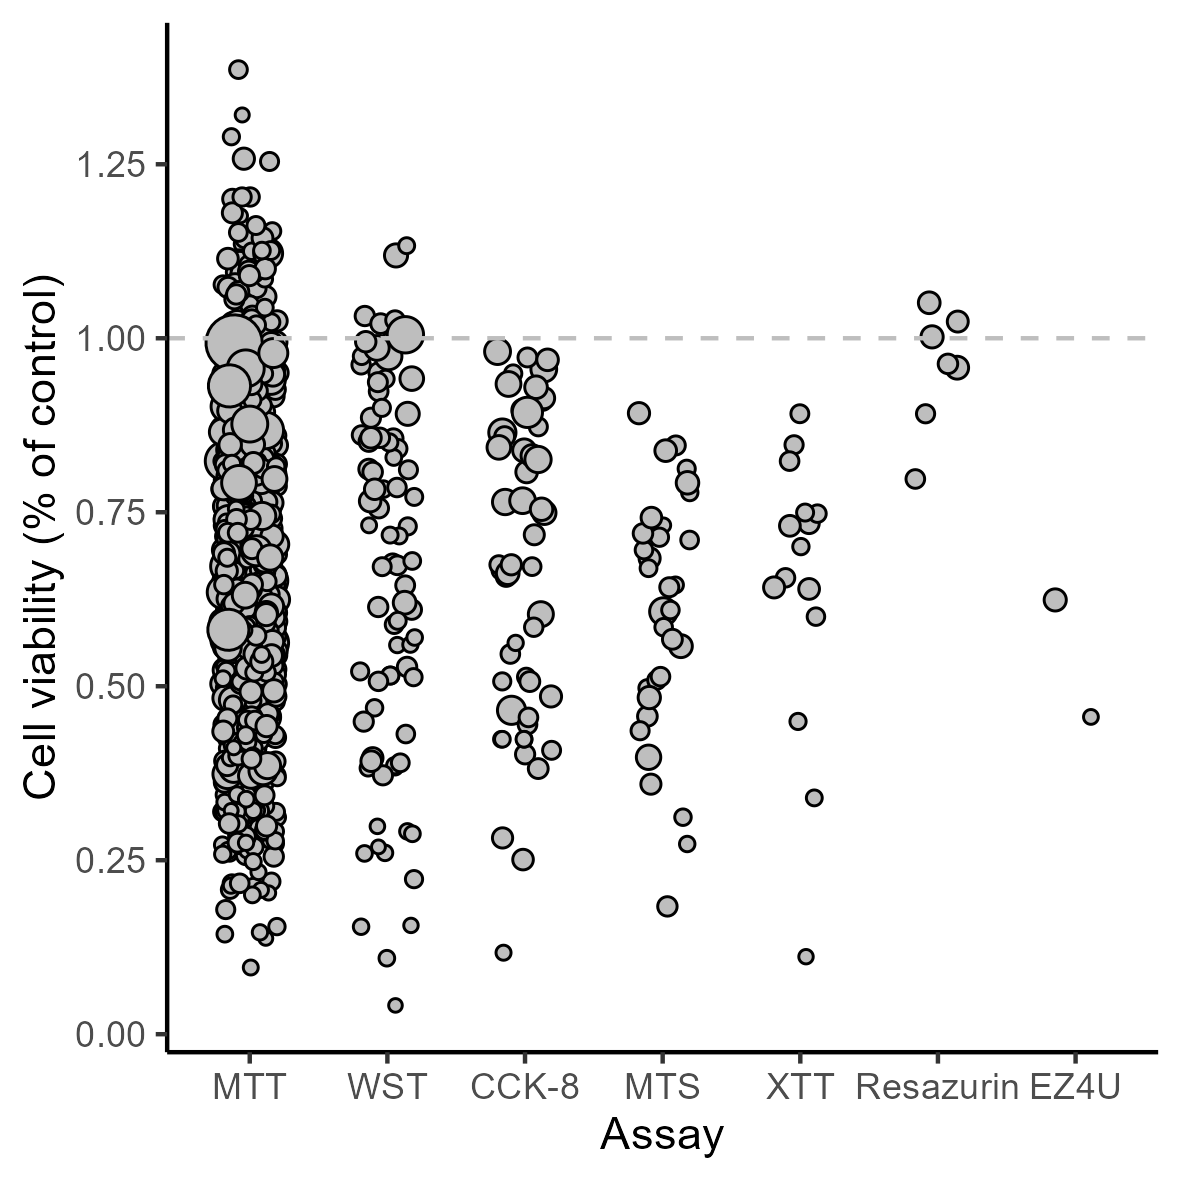 Cell viability (% of control)
1.25
1.00
0.75
0.50
0.25
0.00
MTT WST CCK-8 MTS XTT Resazurin EZ4U
Assay